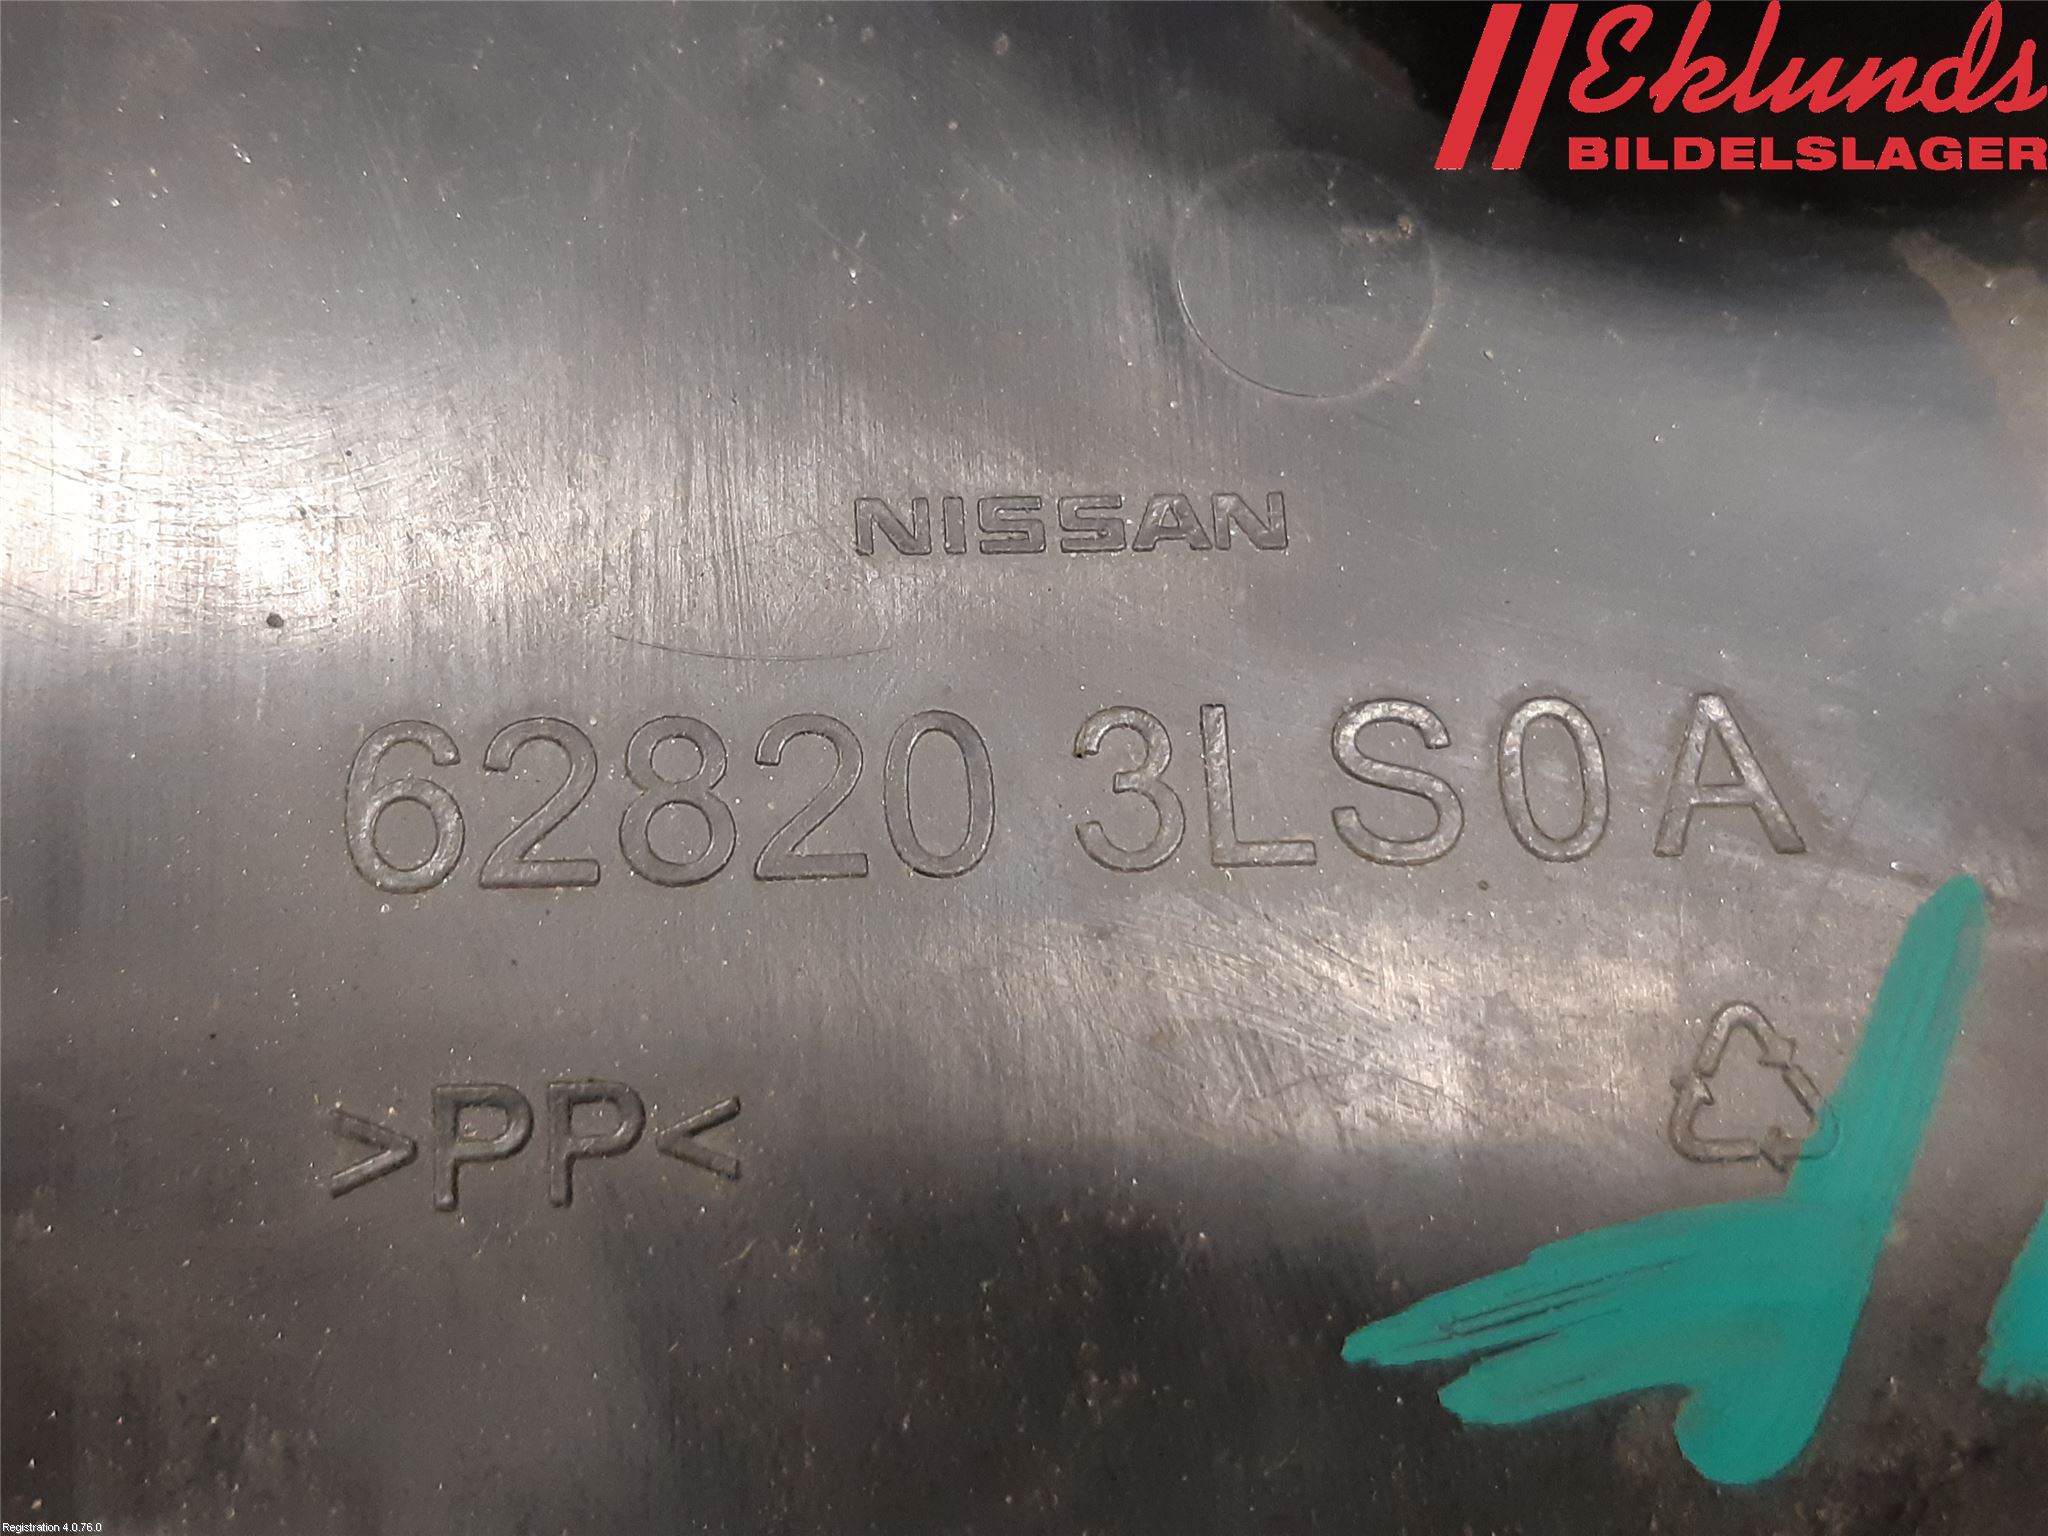 Eklunds
BILDELSLAGER
NISSAN
62820 3LS0A
>PP<
Registration 4.0.76.0